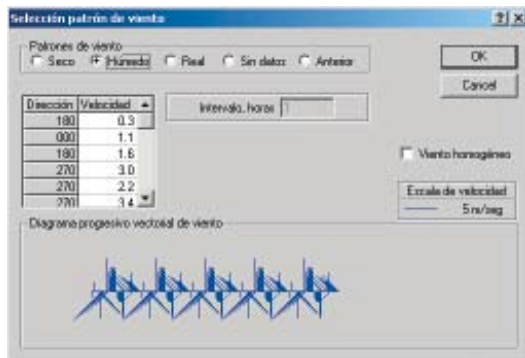 Selección patrón de viento
Patrones de viento
Seco Húmedo Real Sin datos Anterior
OK
Cancel
Dirección Velocidad
180 0.3
000 1.1
180 1.6
270 3.0
270 2.2
270 3.4
Intervalo, horas 1
Viento homogéneo
Escala de velocidad
5 m/seg
Diagrama progresivo vectorial de viento